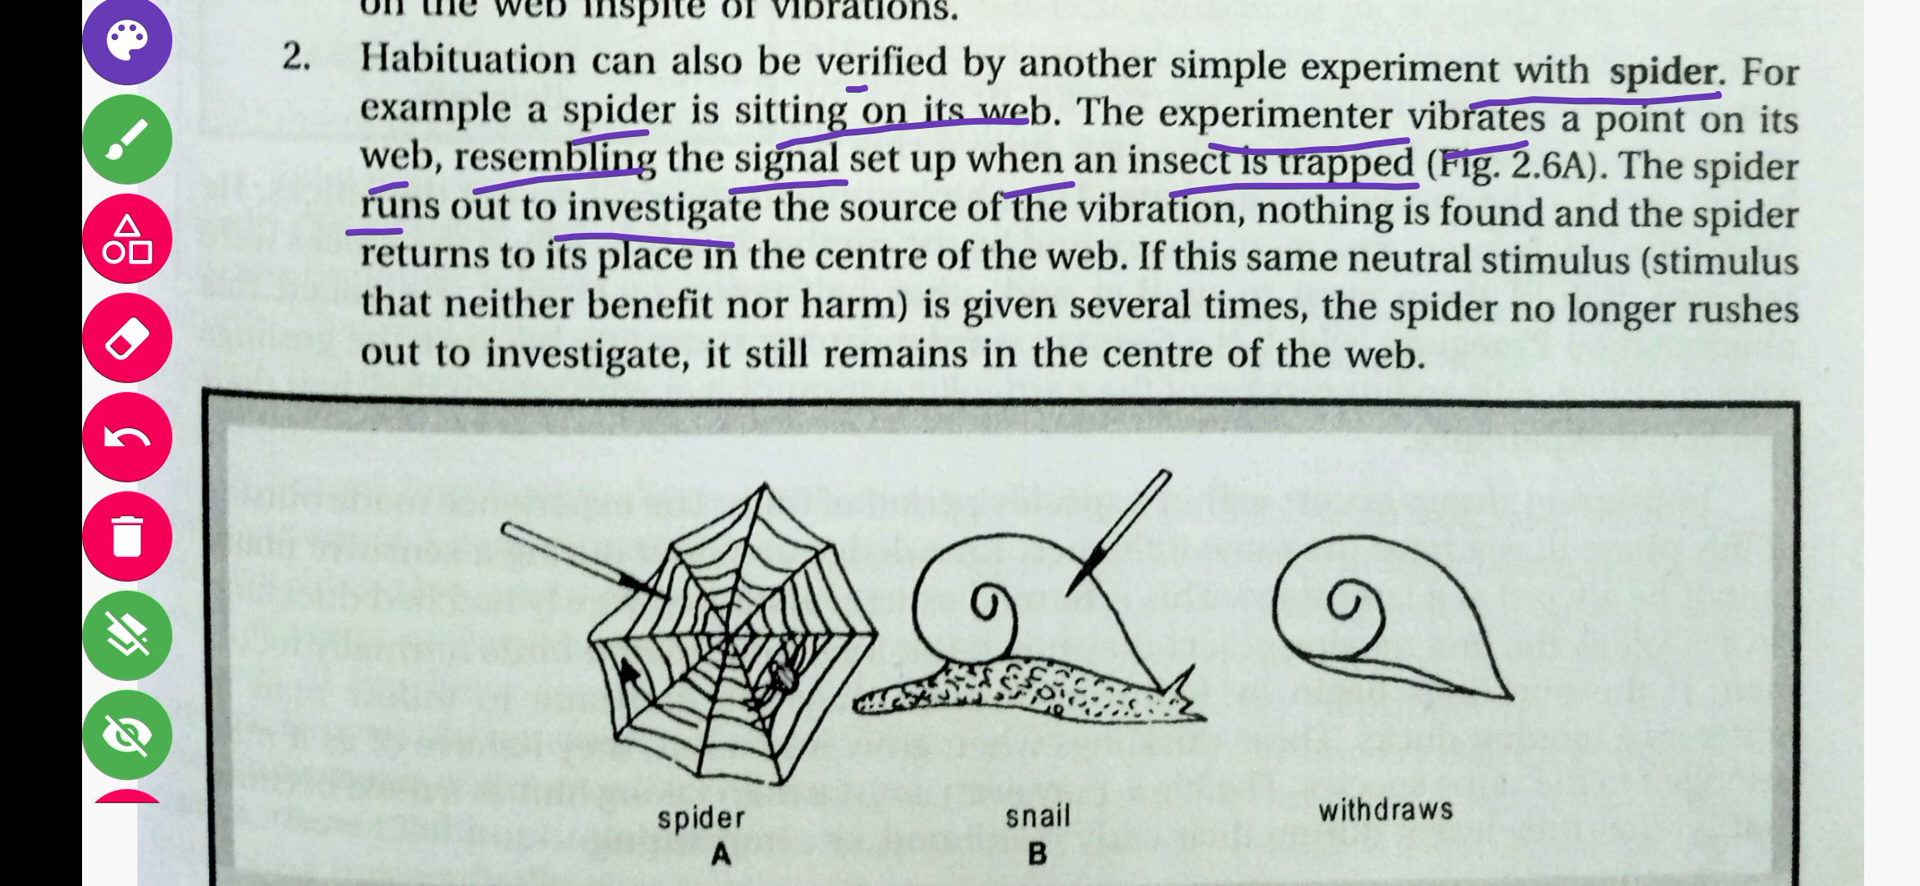 on the web inspite of vibrations.
2. Habituation can also be verified by another simple experiment with spider. For
example a spider is sitting on its web. The experimenter vibrates a point on its
web, resembling the signal set up when an insect is trapped (Fig. 2.6A). The spider
runs out to investigate the source of the vibration, nothing is found and the spider
returns to its place in the centre of the web. If this same neutral stimulus (stimulus
that neither benefit nor harm) is given several times, the spider no longer rushes
out to investigate, it still remains in the centre of the web.
spider
snail
withdraws
A
B